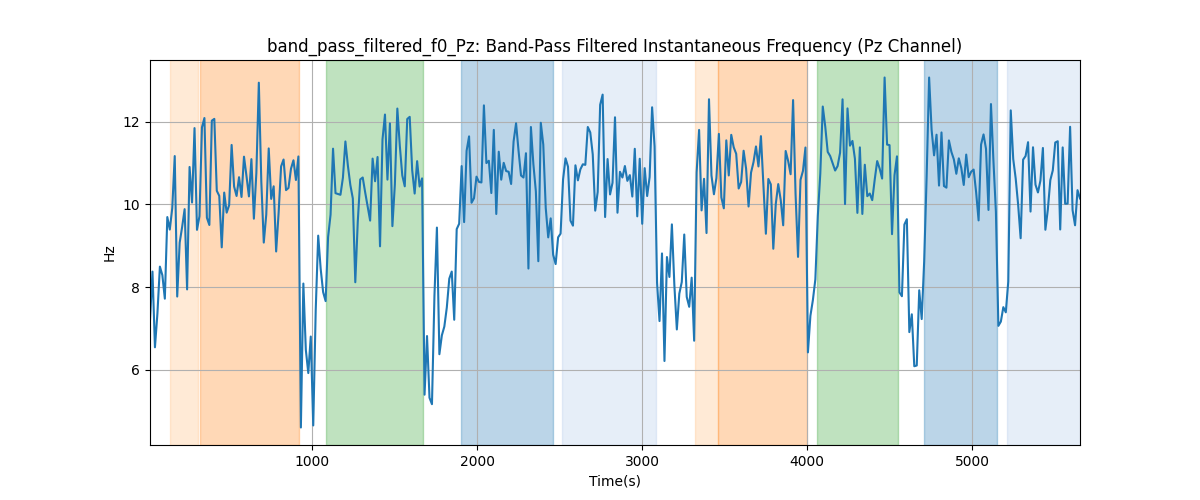 band_pass_filtered_f0_Pz: Band-Pass Filtered Instantaneous Frequency (Pz Channel)
12
10
8
6
Hz
1000 2000 3000 4000 5000
Time(s)